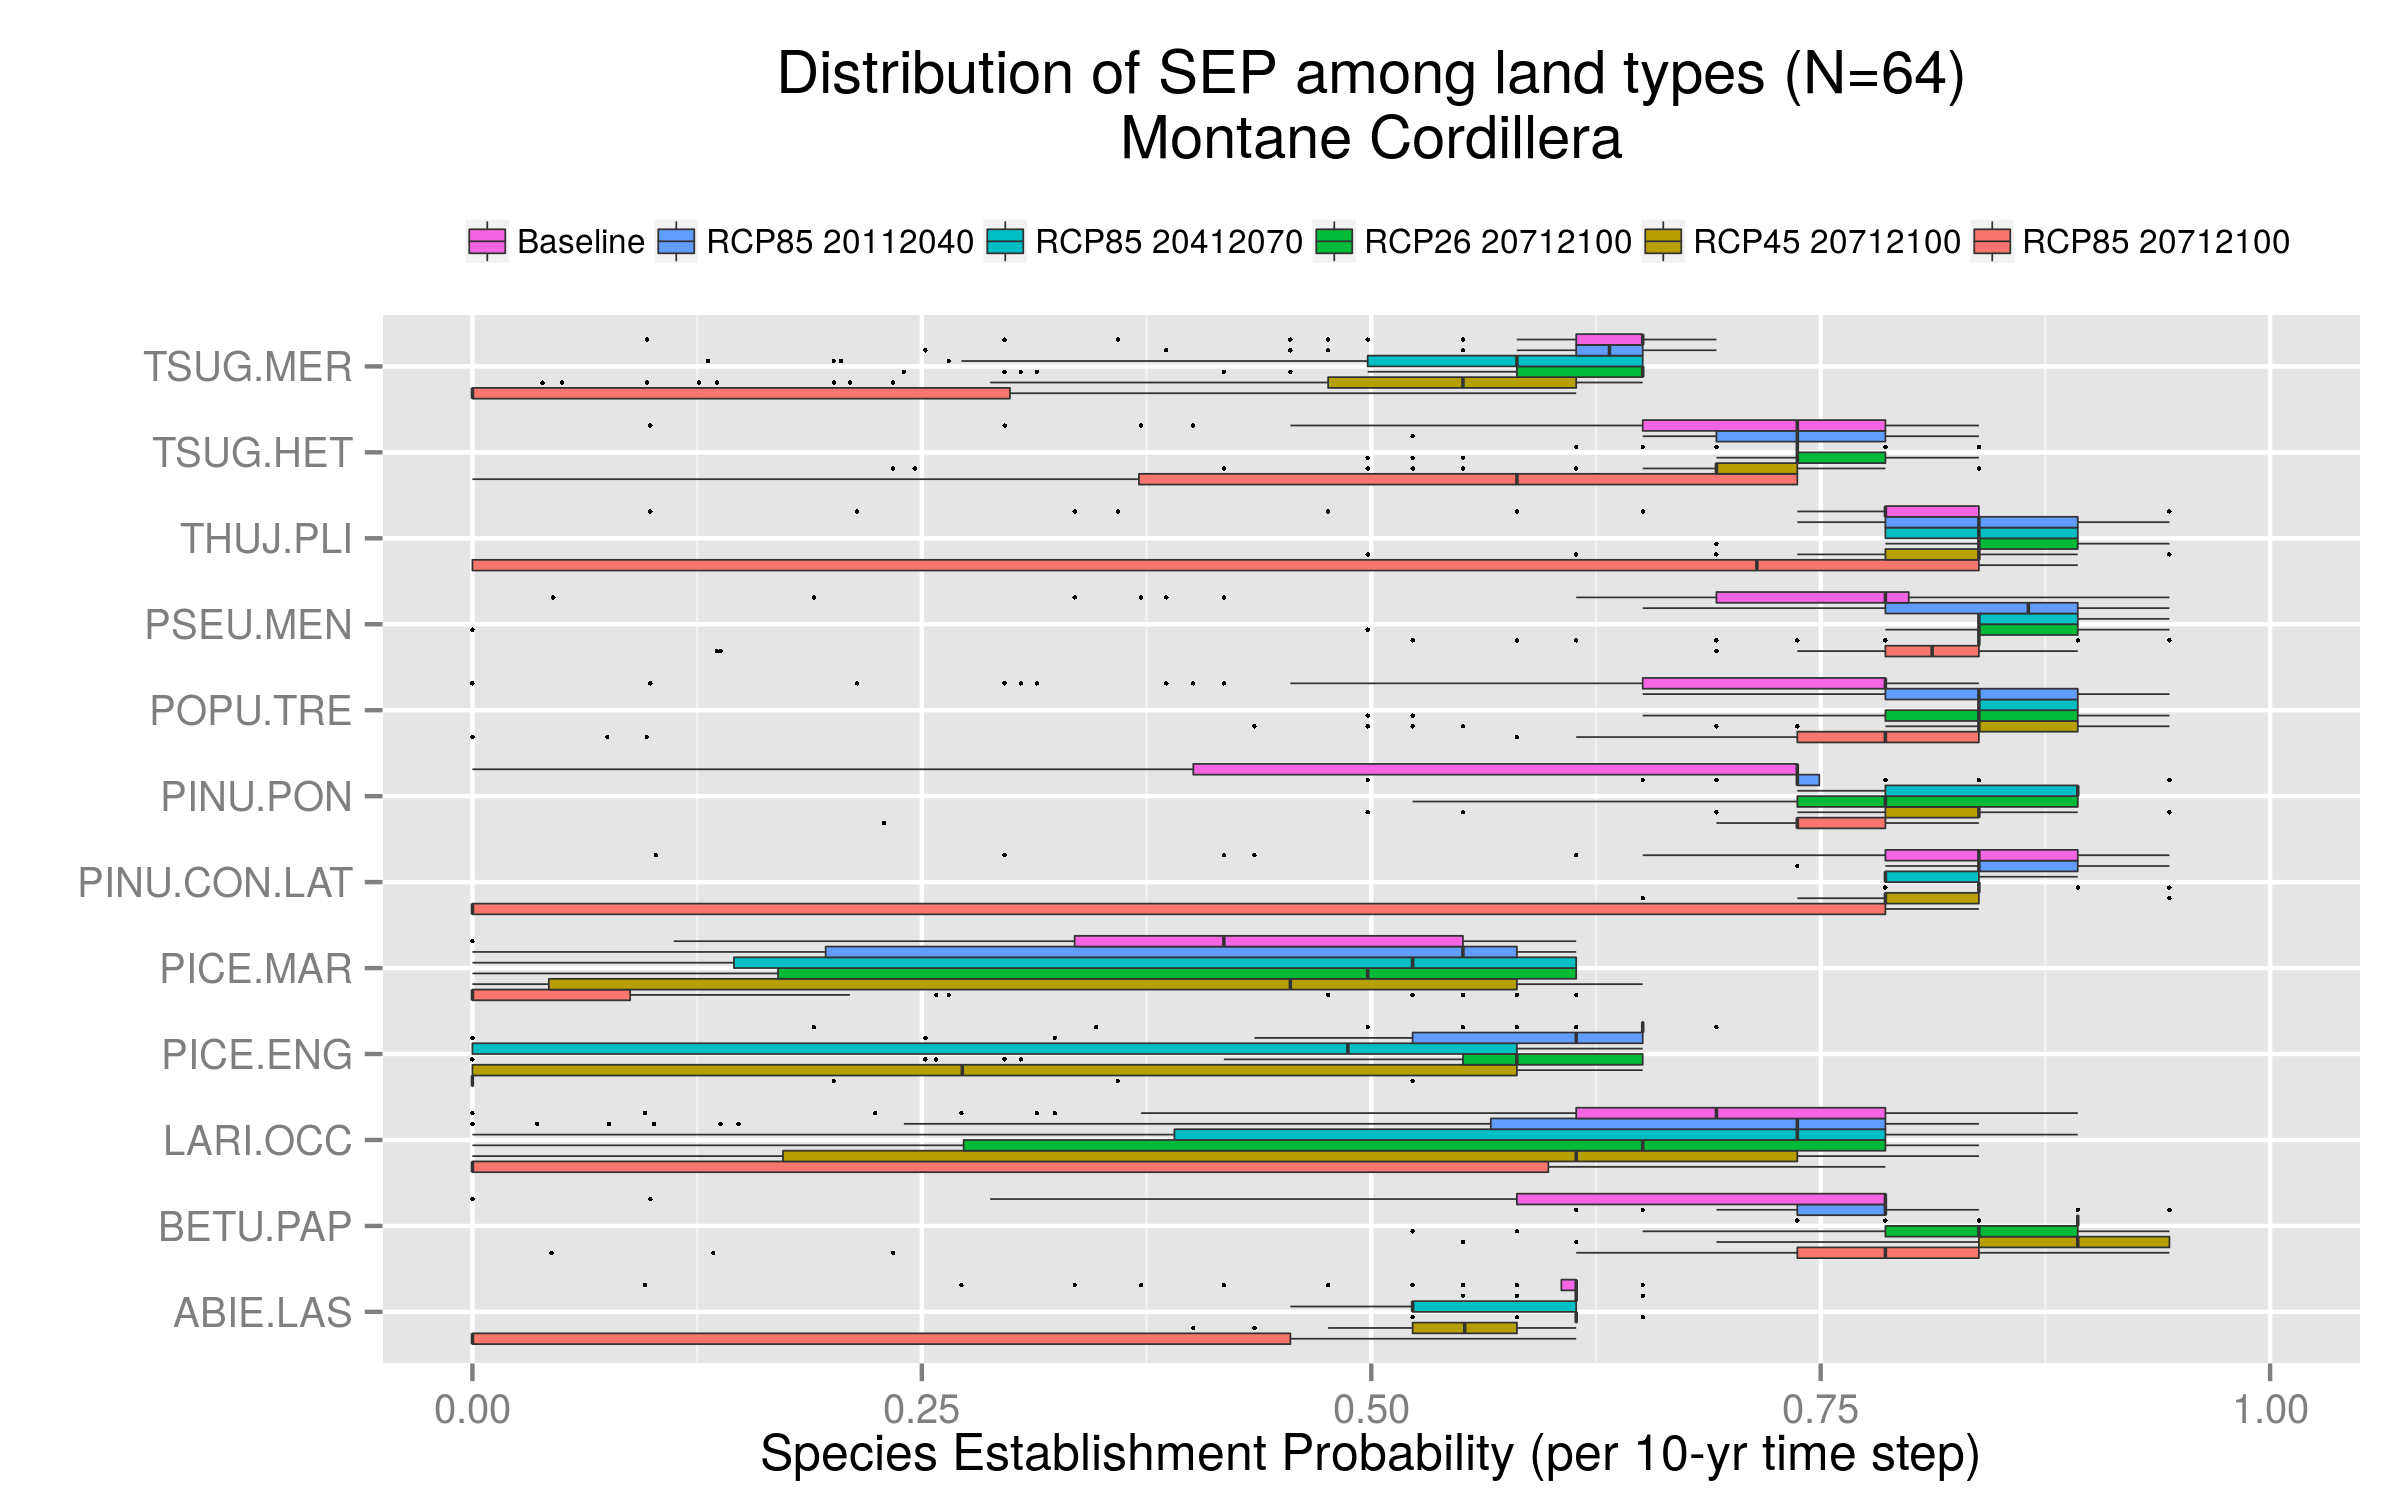 Distribution of SEP among land types (N=64)
Montane Cordillera
Baseline RCP85 20112040 RCP85 20412070 RCP26 20712100 RCP45 20712100 RCP85 20712100
TSUG.MER
TSUG.HET
THUJ.PLI
PSEU.MEN
POPU.TRE
PINU.PON
PINU.CON.LAT
PICE.MAR
PICE.ENG
LARI.OCC
BETU.PAP
ABIE.LAS
0.00 0.25 0.50 0.75 1.00
Species Establishment Probability (per 10-yr time step)